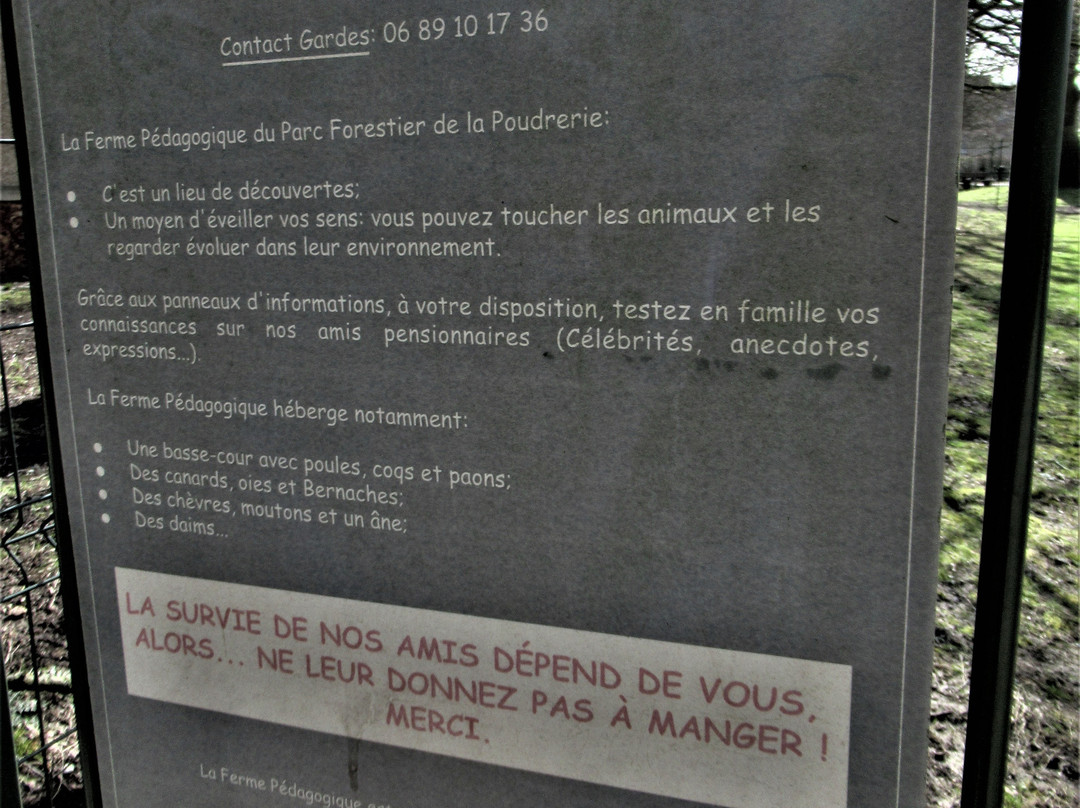 Contact Gardes: 06 89 10 17 36
La Ferme Pédagogique du Parc Forestier de la Poudrerie:
• C'est un lieu de découvertes;
• Un moyen d'éveiller vos sens: vous pouvez toucher les animaux et les
regarder évoluer dans leur environnement.
Grâce aux panneaux d'informations, à votre disposition, testez en famille vos
connaissances sur nos amis pensionnaires (Célébrités, anecdotes,
expressions...).
La Ferme Pédagogique héberge notamment:
• Une basse-cour avec poules, coqs et paons;
• Des canards, oies et Bernaches;
• Des chèvres, moutons et un âne;
• Des daims...
LA SURVIE DE NOS AMIS DÉPEND DE VOUS,
ALORS... NE LEUR DONNEZ PAS À MANGER !
MERCI.
La Ferme Pédagogique